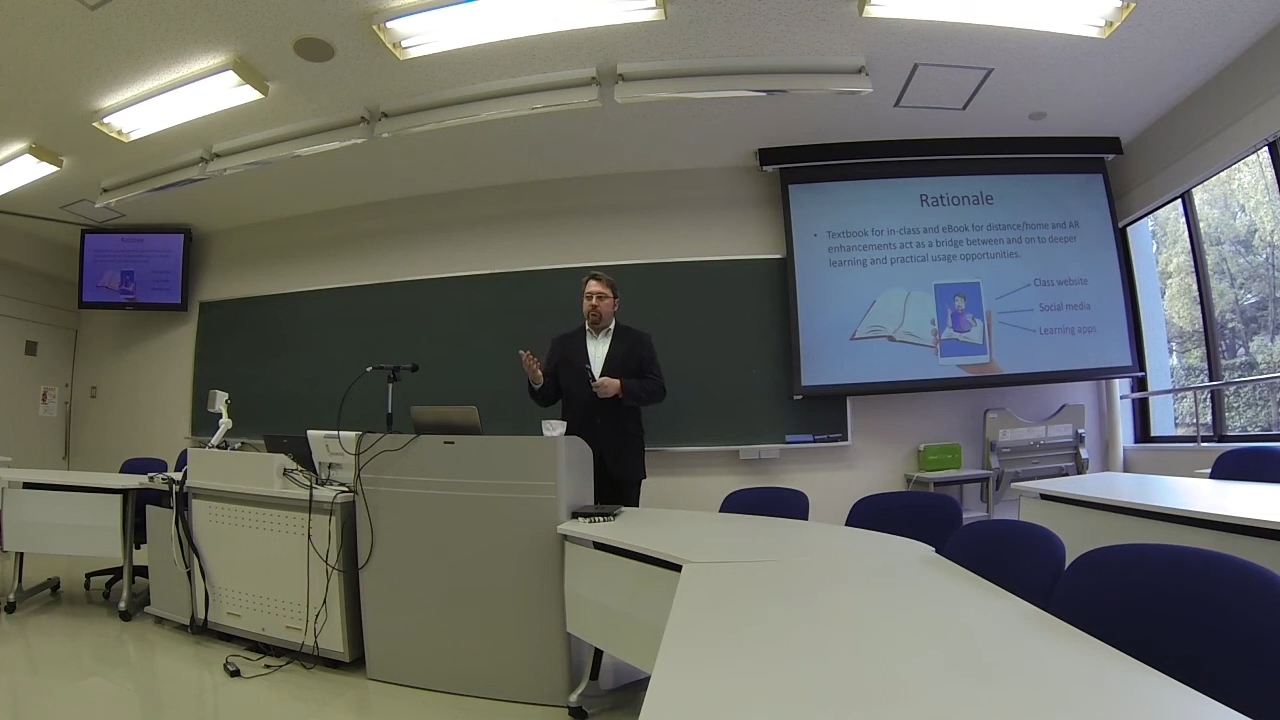 Rationale
• Textbook for in-class and eBook for distance/home and AR
enhancements act as a bridge between and on to deeper
learning and practical usage opportunities.
Class website
Social media
Learning apps